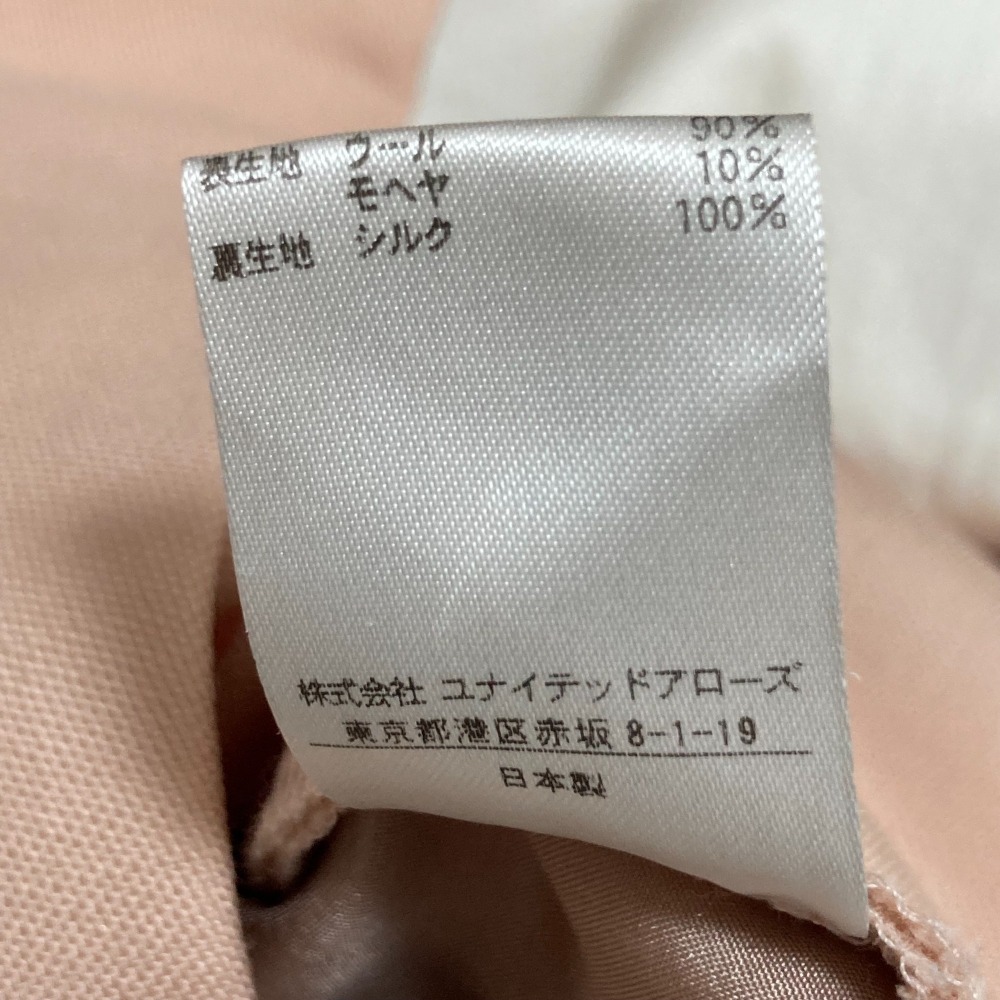 表生地 ウール 90%
モヘヤ 10%
裏生地 シルク 100%
株式会社 ユナイテッドアローズ
東京都港区赤坂 8-1-19
日本製